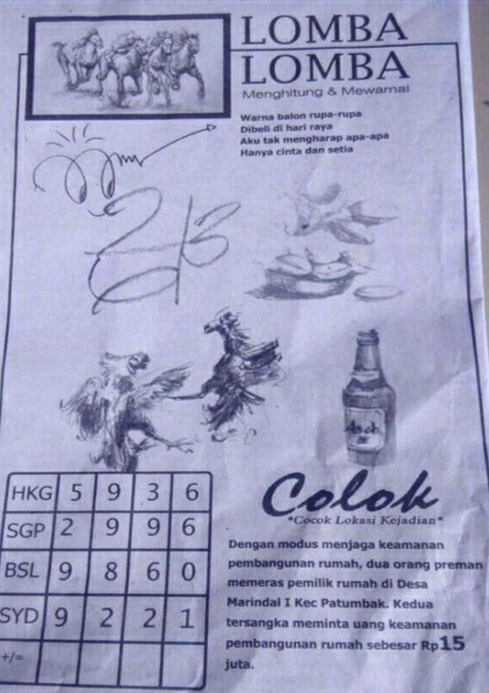 LOMBA
LOMBA
Menghitung & Mewarnai
Warna balon rupa-rupa
Dibeli di hari raya
Aku tak mengharap apa-apa
Hanya cinta dan setia
HKG 5 9 3 6
SGP 2 9 9 6
BSL 9 8 6 0
SYD 9 2 2 1
+/=
Colok
"Cocok Lokasi Kejadian"
Dengan modus menjaga keamanan
pembangunan rumah, dua orang preman
memeras pemilik rumah di Desa
Marindal I Kec Patumbak. Kedua
tersangka meminta uang keamanan
pembangunan rumah sebesar Rp15
juta.